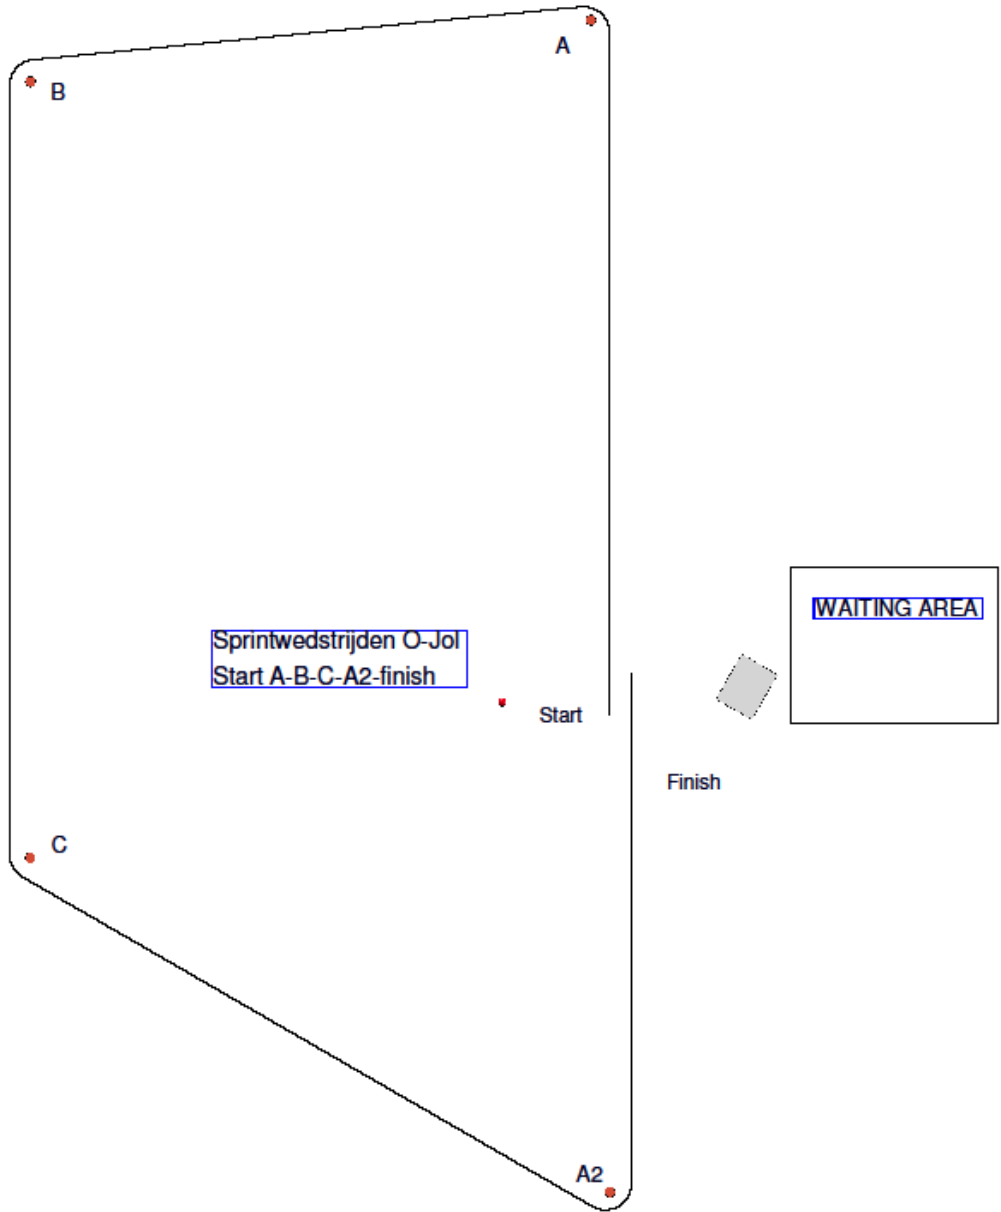 A
B
WAITING AREA
Sprintwedstrijden O-Jol
Start A-B-C-A2-finish
Start
Finish
C
A2